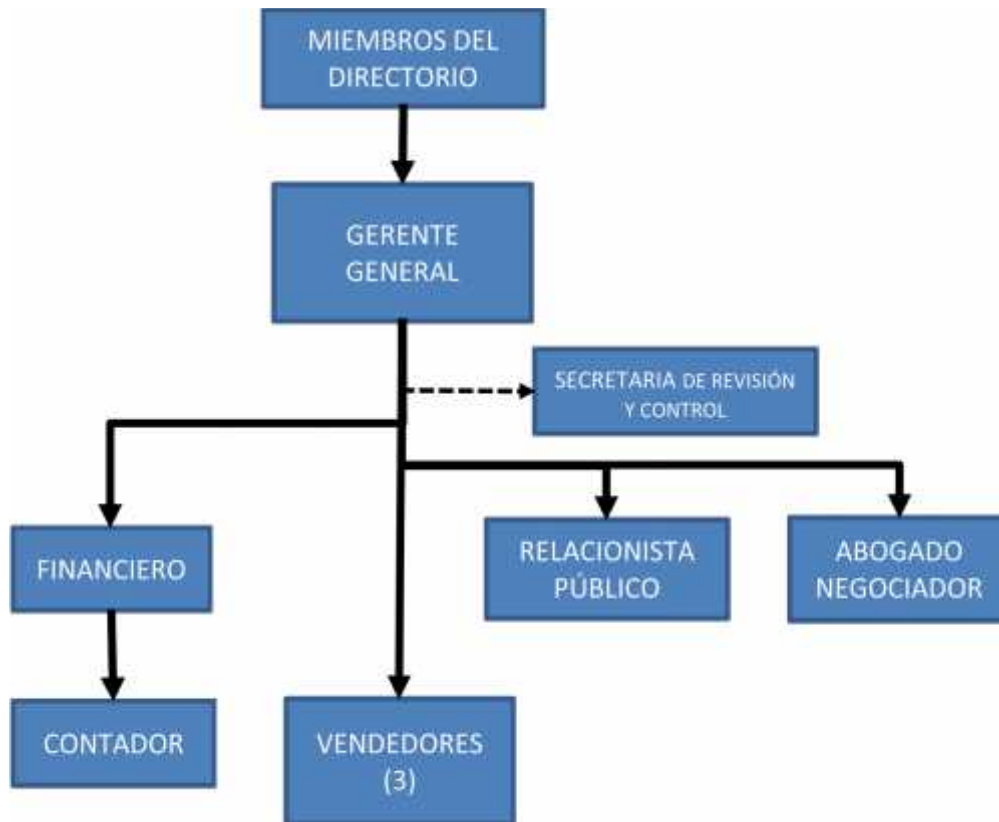 MIEMBROS DEL
DIRECTORIO
GERENTE
GENERAL
SECRETARIA DE REVISIÓN
Y CONTROL
FINANCIERO
RELACIONISTA
PÚBLICO
ABOGADO
NEGOCIADOR
CONTADOR
VENDEDORES
(3)